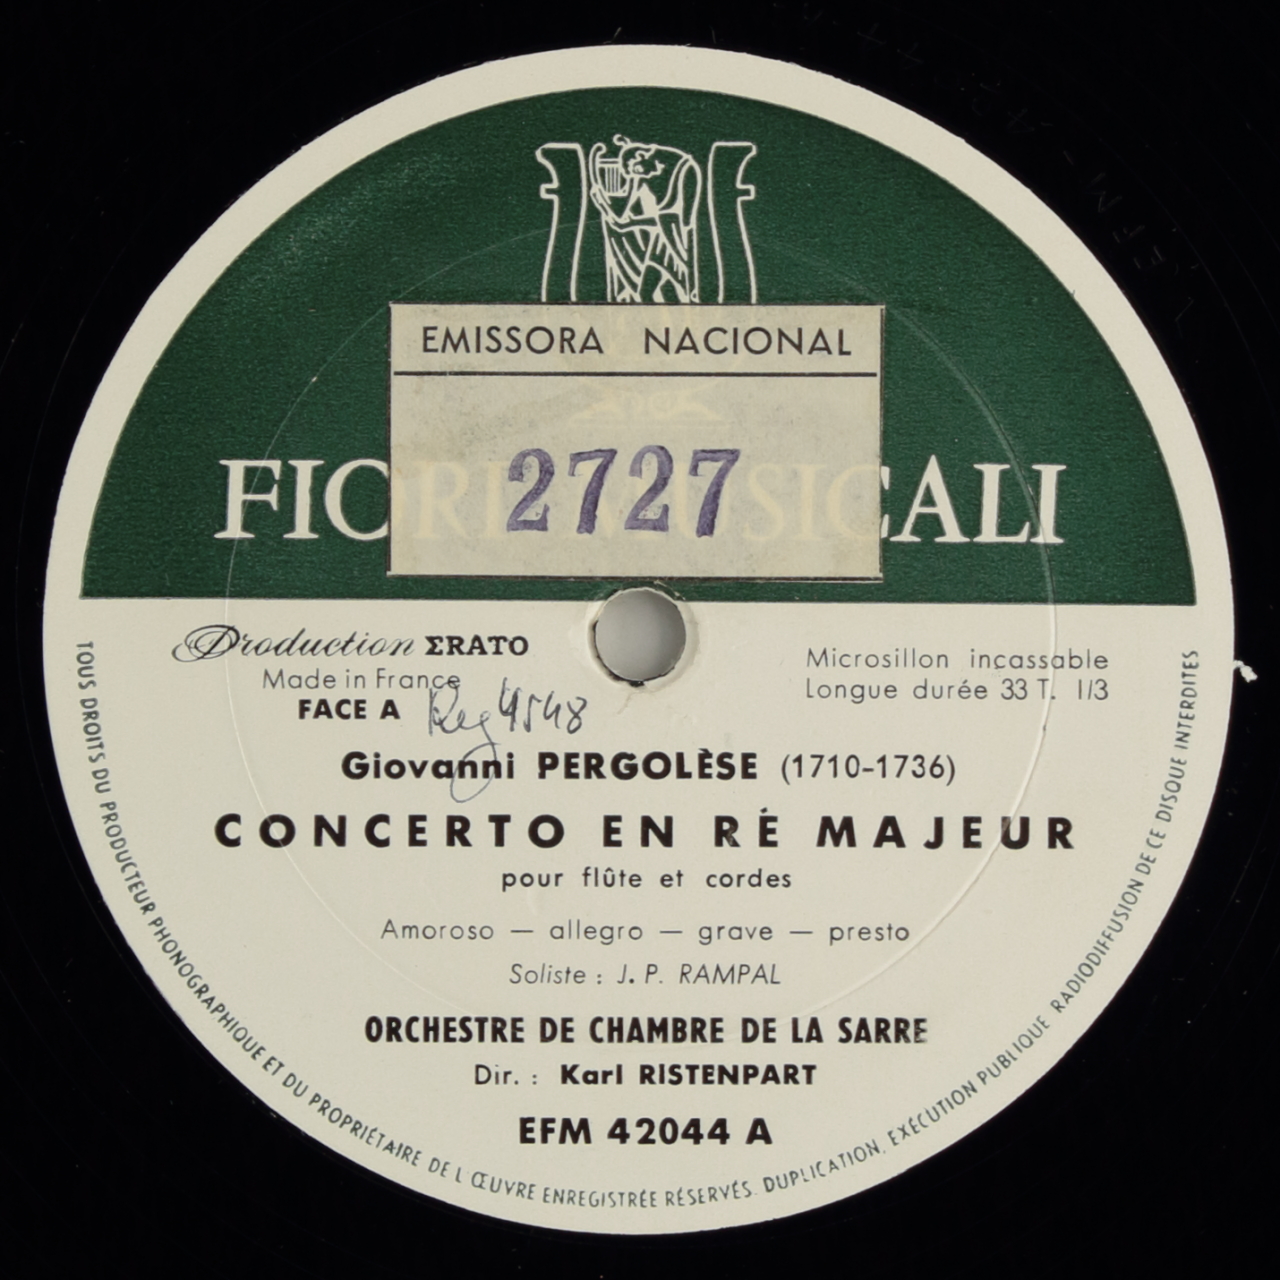 EMISSORA NACIONAL
2727
FIORI MUSICALI
Production ΣRATO
Made in France
FACE A
Reg 4548
Microsillon incassable
Longue durée 33 T. 1/3
Giovanni PERGOLÈSE (1710-1736)
CONCERTO EN RÉ MAJEUR
pour flûte et cordes
Amoroso — allegro — grave — presto
Soliste : J. P. RAMPAL
ORCHESTRE DE CHAMBRE DE LA SARRE
Dir. : Karl RISTENPART
EFM 42044 A
TOUS DROITS DU PRODUCTEUR PHONOGRAPHIQUE ET DU PROPRIÉTAIRE DE L'ŒUVRE ENREGISTRÉE RÉSERVÉS. DUPLICATION, EXÉCUTION PUBLIQUE RADIODIFFUSION DE CE DISQUE INTERDITES